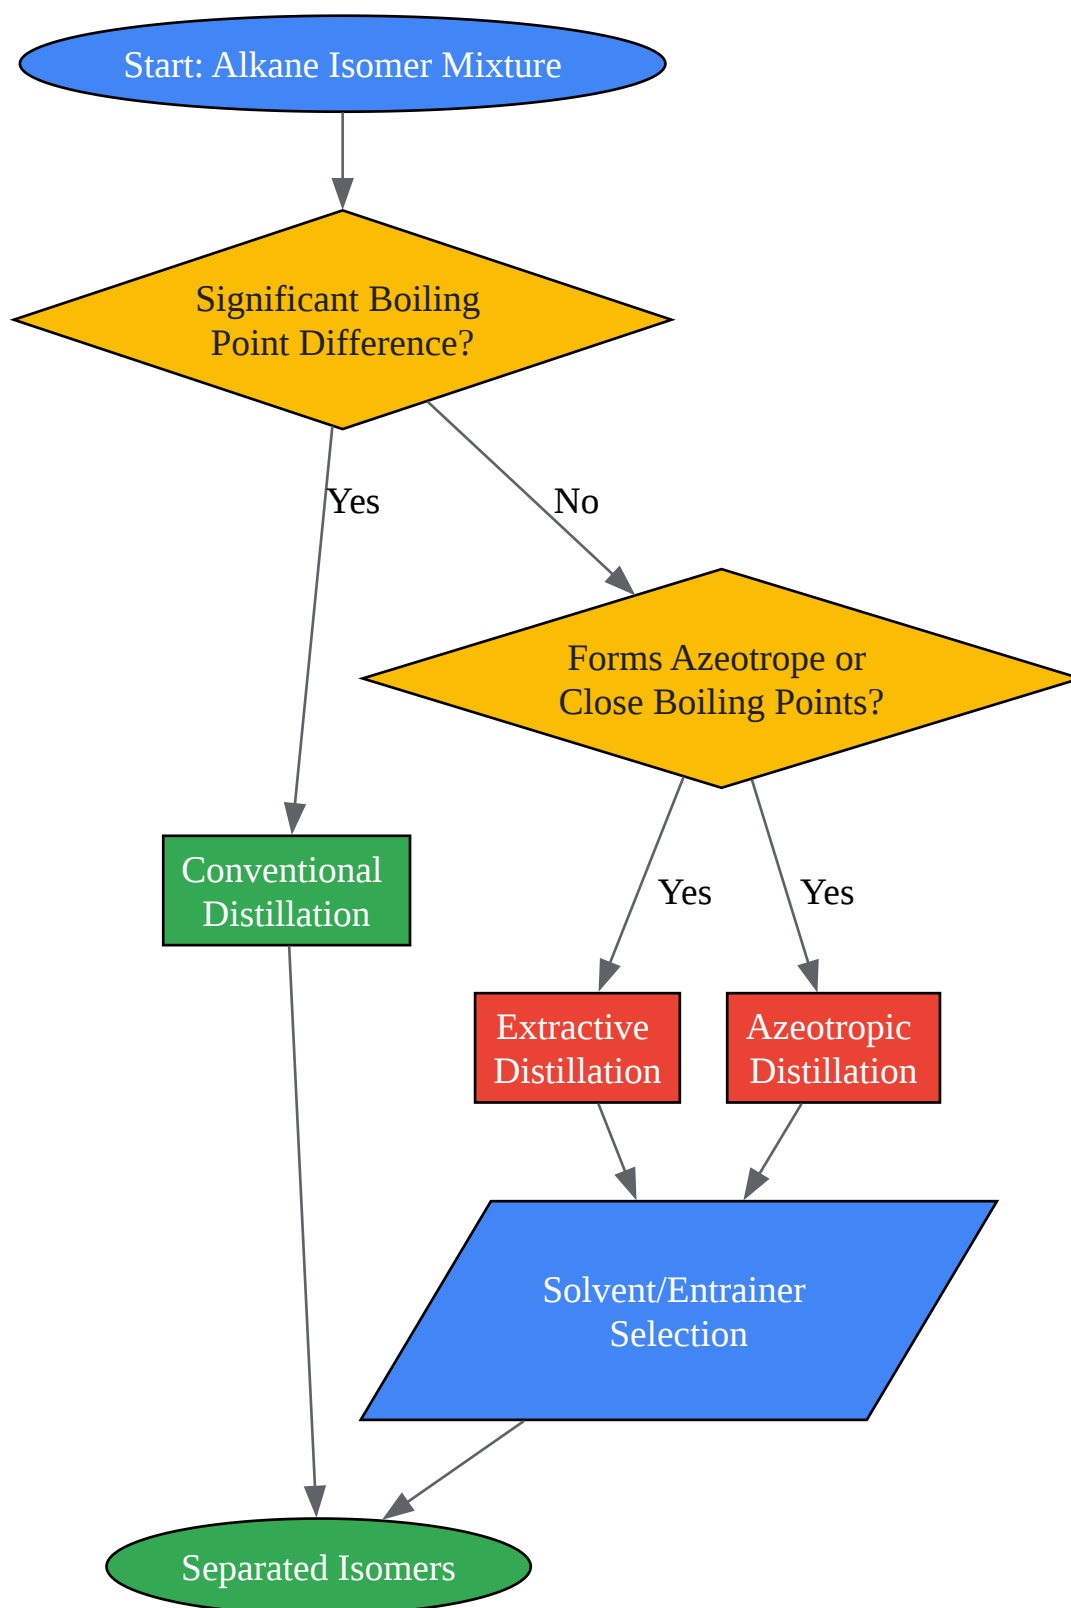 Start: Alkane Isomer Mixture
Significant Boiling
Point Difference?
Yes
No
Forms Azeotrope or
Close Boiling Points?
Conventional
Distillation
Yes
Yes
Extractive
Distillation
Azeotropic
Distillation
Solvent/Entrainer
Selection
Separated Isomers